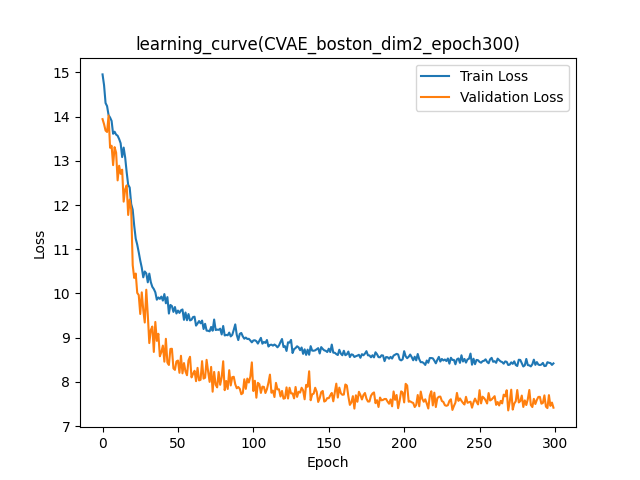 learning_curve(CVAE_boston_dim2_epoch300)
Train Loss
Validation Loss
15
14
13
12
11
10
9
8
7
Loss
0 50 100 150 200 250 300
Epoch